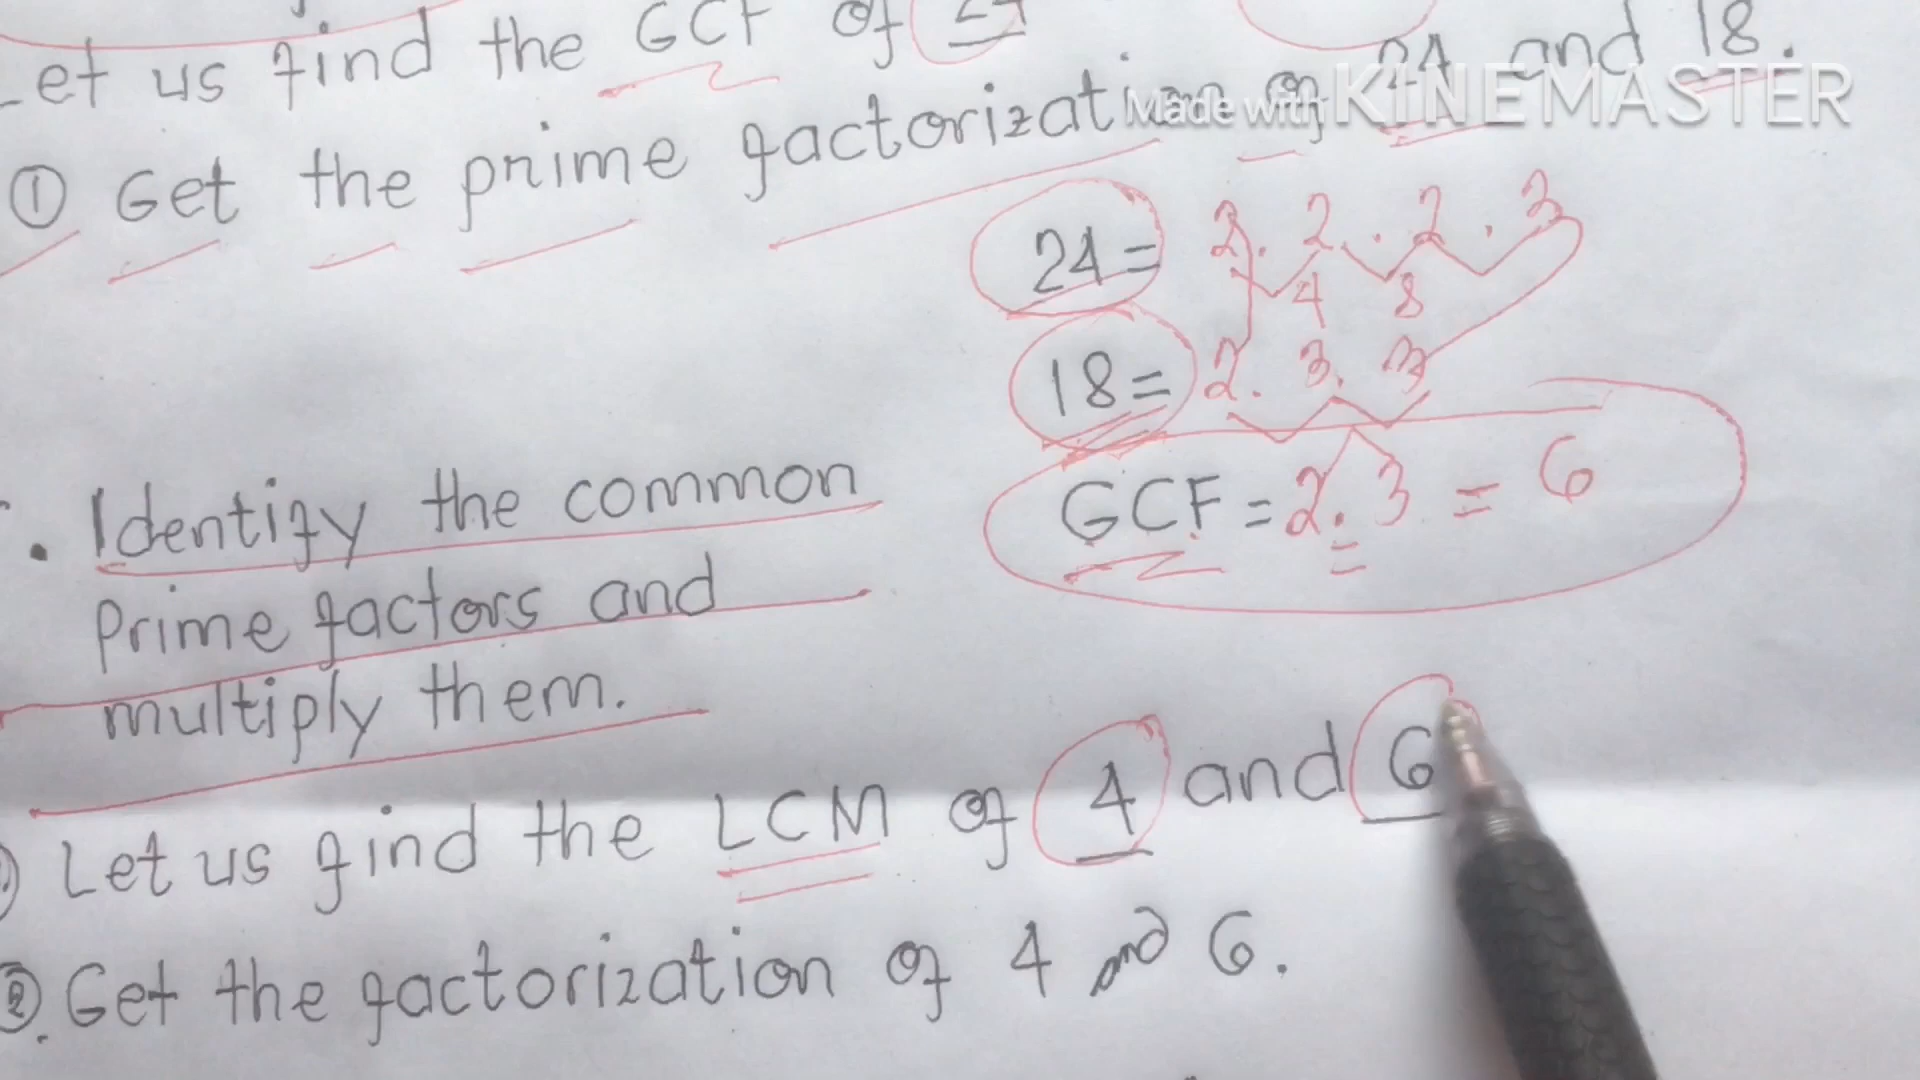 Let us find the GCF of 24
① Get the prime factorization of 24 and 18.
Made with KINEMASTER
24 = 2 . 2 . 2 . 3
4 8
18 = 2 . 3 . 3
GCF = 2 . 3 = 6
. Identify the common
Prime factors and
multiply them.
Let us find the LCM of 4 and 6
② Get the factorization of 4 and 6.